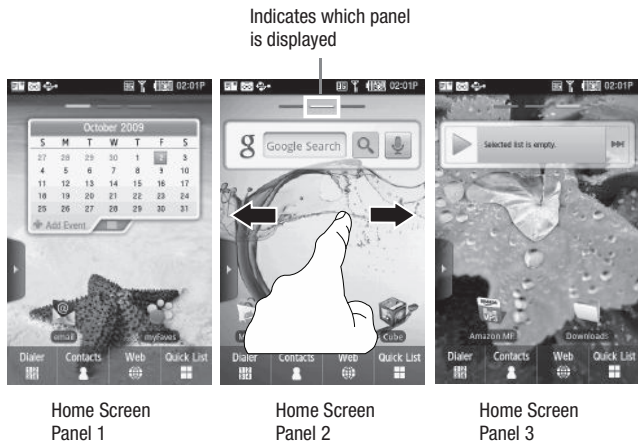 Indicates which panel
is displayed
02:01P
02:01P
02:01P
October 2009
S M T W T F S
27 28 29 30 1 2 3
4 5 6 7 8 9 10
11 12 13 14 15 16 17
18 19 20 21 22 23 24
25 26 27 28 29 30 31
Add Event
email
myFaves
Dialer Contacts Web Quick List
g Google Search
Cube
Dialer Contacts Web Quick List
Selected list is empty.
Amazon MP
Downloads
Dialer Contacts Web Quick List
Home Screen
Panel 1
Home Screen
Panel 2
Home Screen
Panel 3